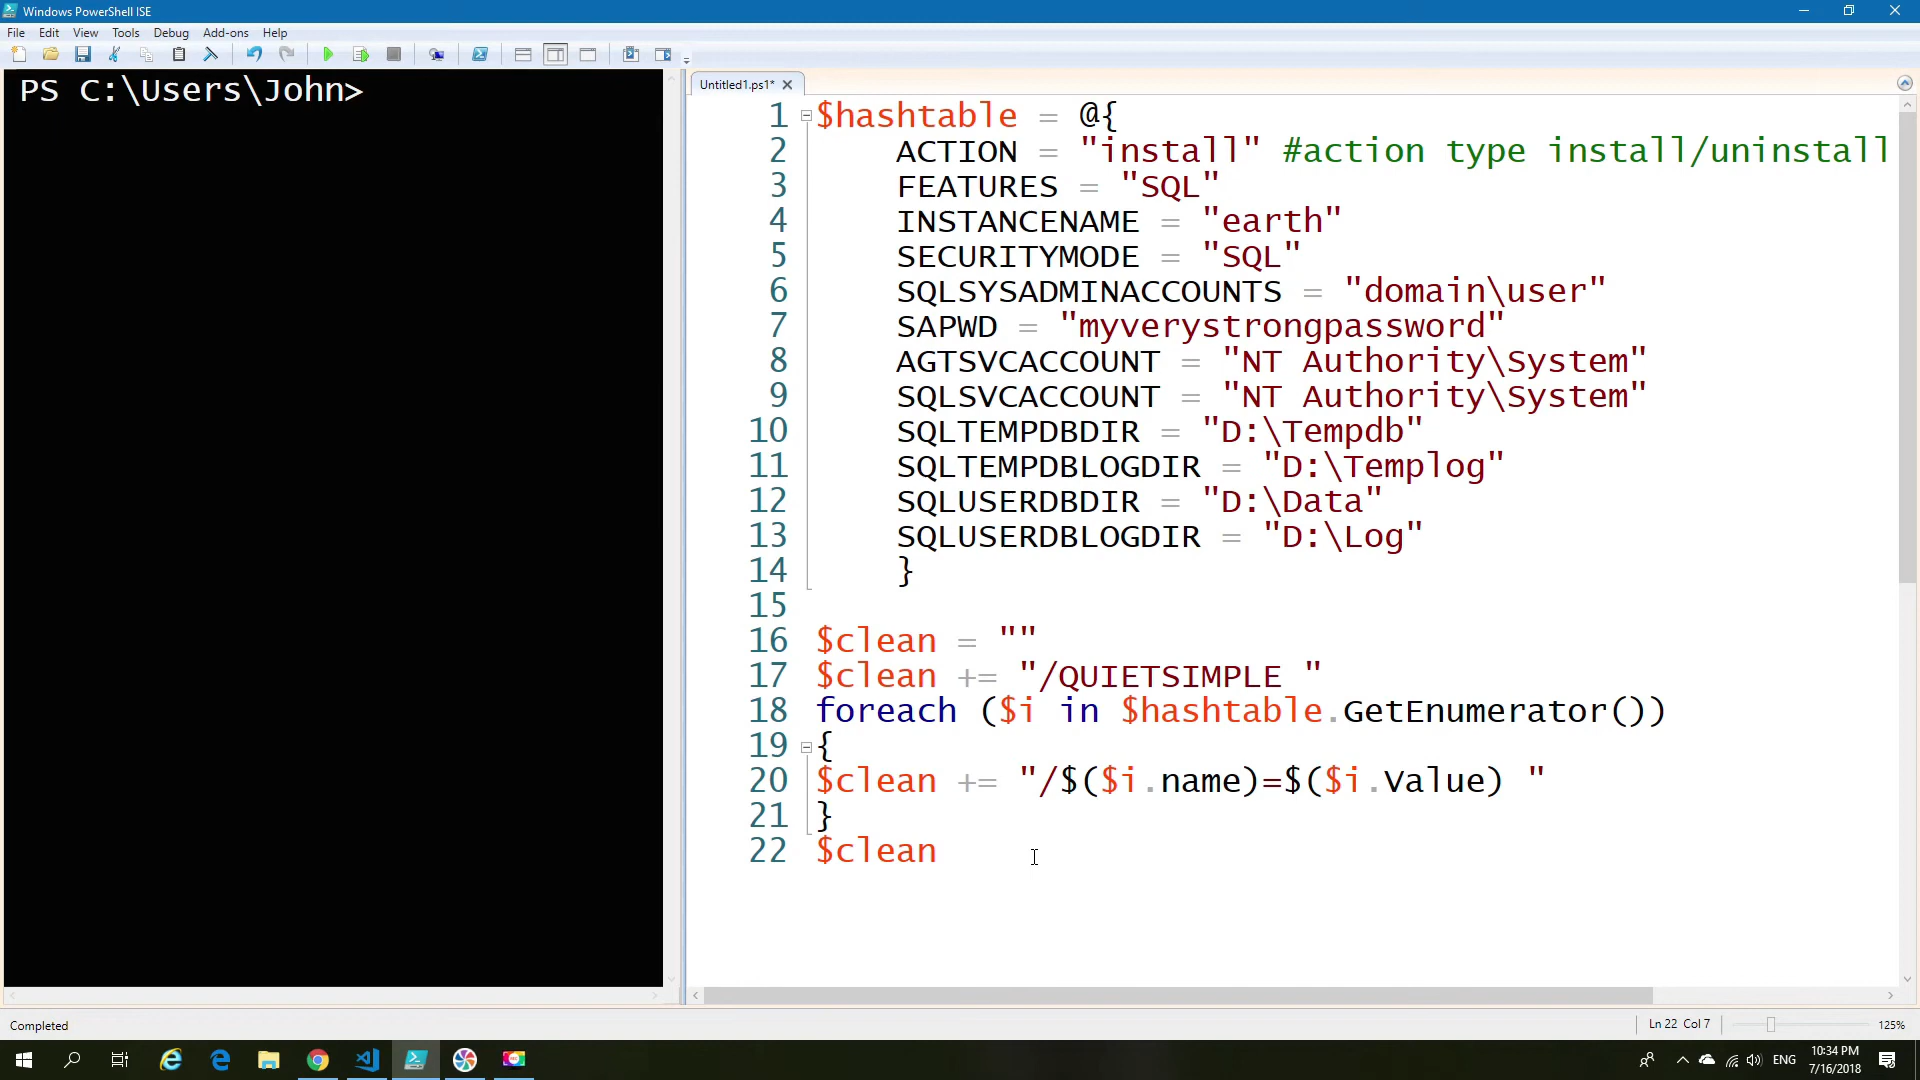 Windows PowerShell ISE
File Edit View Tools Debug Add-ons Help
PS C:\Users\John>
Untitled1.ps1*
1 $hashtable = @{
2 ACTION = "install" #action type install/uninstall
3 FEATURES = "SQL"
4 INSTANCENAME = "earth"
5 SECURITYMODE = "SQL"
6 SQLSYSADMINACCOUNTS = "domain\user"
7 SAPWD = "myverystrongpassword"
8 AGTSVCACCOUNT = "NT Authority\System"
9 SQLSVCACCOUNT = "NT Authority\System"
10 SQLTEMPDBDIR = "D:\Tempdb"
11 SQLTEMPDBLOGDIR = "D:\Templog"
12 SQLUSERDBDIR = "D:\Data"
13 SQLUSERDBLOGDIR = "D:\Log"
14 }
15
16 $clean = ""
17 $clean += "/QUIETSIMPLE "
18 foreach ($i in $hashtable.GetEnumerator())
19 {
20 $clean += "/$($i.name)=$($i.Value) "
21 }
22 $clean
Completed
Ln 22 Col 7
125%
ENG
10:34 PM
7/16/2018